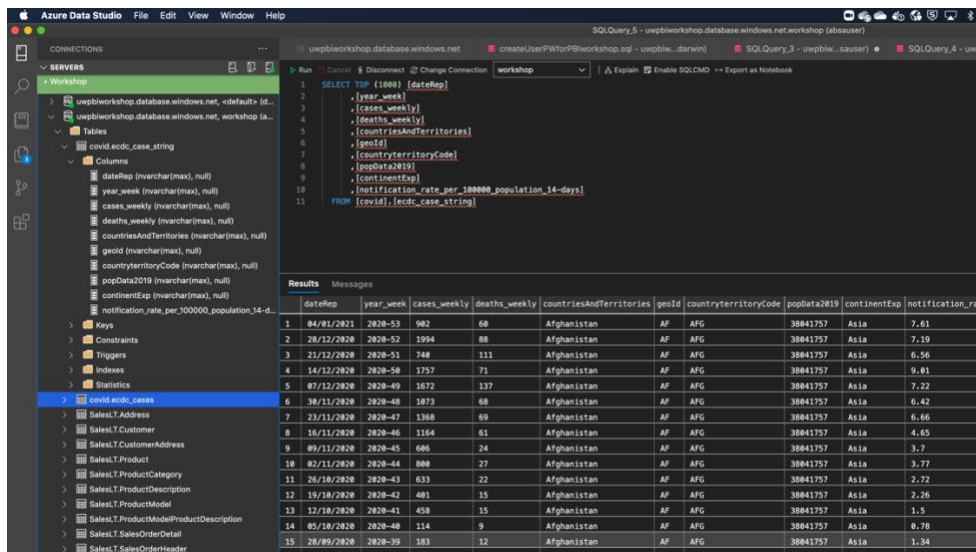 Azure Data Studio File Edit View Window Help
SQLQuery_5 - uwpbiworkshop.database.windows.net.workshop (absauser)
CONNECTIONS
uwpbiworkshop.database.windows.net
createUserPWforPBIworkshop.sql - uwpbiw...darwin)
SQLQuery_3 - uwpbiw...sauser)
SQLQuery_4 - uw
SERVERS
Run Cancel Disconnect Change Connection workshop Explain Enable SQLCMD Export as Notebook
Workshop
uwpbiworkshop.database.windows.net, <default> (d...
uwpbiworkshop.database.windows.net, workshop (a...
Tables
covid.ecdc_case_string
Columns
dateRep (nvarchar(max), null)
year_week (nvarchar(max), null)
cases_weekly (nvarchar(max), null)
deaths_weekly (nvarchar(max), null)
countriesAndTerritories (nvarchar(max), null)
geoId (nvarchar(max), null)
countryterritoryCode (nvarchar(max), null)
popData2019 (nvarchar(max), null)
continentExp (nvarchar(max), null)
notification_rate_per_100000_population_14-d...
Keys
Constraints
Triggers
Indexes
Statistics
covid.ecdc_cases
SalesLT.Address
SalesLT.Customer
SalesLT.CustomerAddress
SalesLT.Product
SalesLT.ProductCategory
SalesLT.ProductDescription
SalesLT.ProductModel
SalesLT.ProductModelProductDescription
SalesLT.SalesOrderDetail
SalesLT.SalesOrderHeader
1 SELECT TOP (1000) [dateRep]
2 ,[year_week]
3 ,[cases_weekly]
4 ,[deaths_weekly]
5 ,[countriesAndTerritories]
6 ,[geoId]
7 ,[countryterritoryCode]
8 ,[popData2019]
9 ,[continentExp]
10 ,[notification_rate_per_100000_population_14-days]
11 FROM [covid].[ecdc_case_string]
Results Messages
dateRep year_week cases_weekly deaths_weekly countriesAndTerritories geoId countryterritoryCode popData2019 continentExp notification_ra
1 04/01/2021 2020-53 902 60 Afghanistan AF AFG 38041757 Asia 7.61
2 28/12/2020 2020-52 1994 88 Afghanistan AF AFG 38041757 Asia 7.19
3 21/12/2020 2020-51 740 111 Afghanistan AF AFG 38041757 Asia 6.56
4 14/12/2020 2020-50 1757 71 Afghanistan AF AFG 38041757 Asia 9.01
5 07/12/2020 2020-49 1672 137 Afghanistan AF AFG 38041757 Asia 7.22
6 30/11/2020 2020-48 1073 68 Afghanistan AF AFG 38041757 Asia 6.42
7 23/11/2020 2020-47 1368 69 Afghanistan AF AFG 38041757 Asia 6.66
8 16/11/2020 2020-46 1164 61 Afghanistan AF AFG 38041757 Asia 4.65
9 09/11/2020 2020-45 606 24 Afghanistan AF AFG 38041757 Asia 3.7
10 02/11/2020 2020-44 800 27 Afghanistan AF AFG 38041757 Asia 3.77
11 26/10/2020 2020-43 633 22 Afghanistan AF AFG 38041757 Asia 2.72
12 19/10/2020 2020-42 401 15 Afghanistan AF AFG 38041757 Asia 2.26
13 12/10/2020 2020-41 458 15 Afghanistan AF AFG 38041757 Asia 1.5
14 05/10/2020 2020-40 114 9 Afghanistan AF AFG 38041757 Asia 0.78
15 28/09/2020 2020-39 183 12 Afghanistan AF AFG 38041757 Asia 1.34